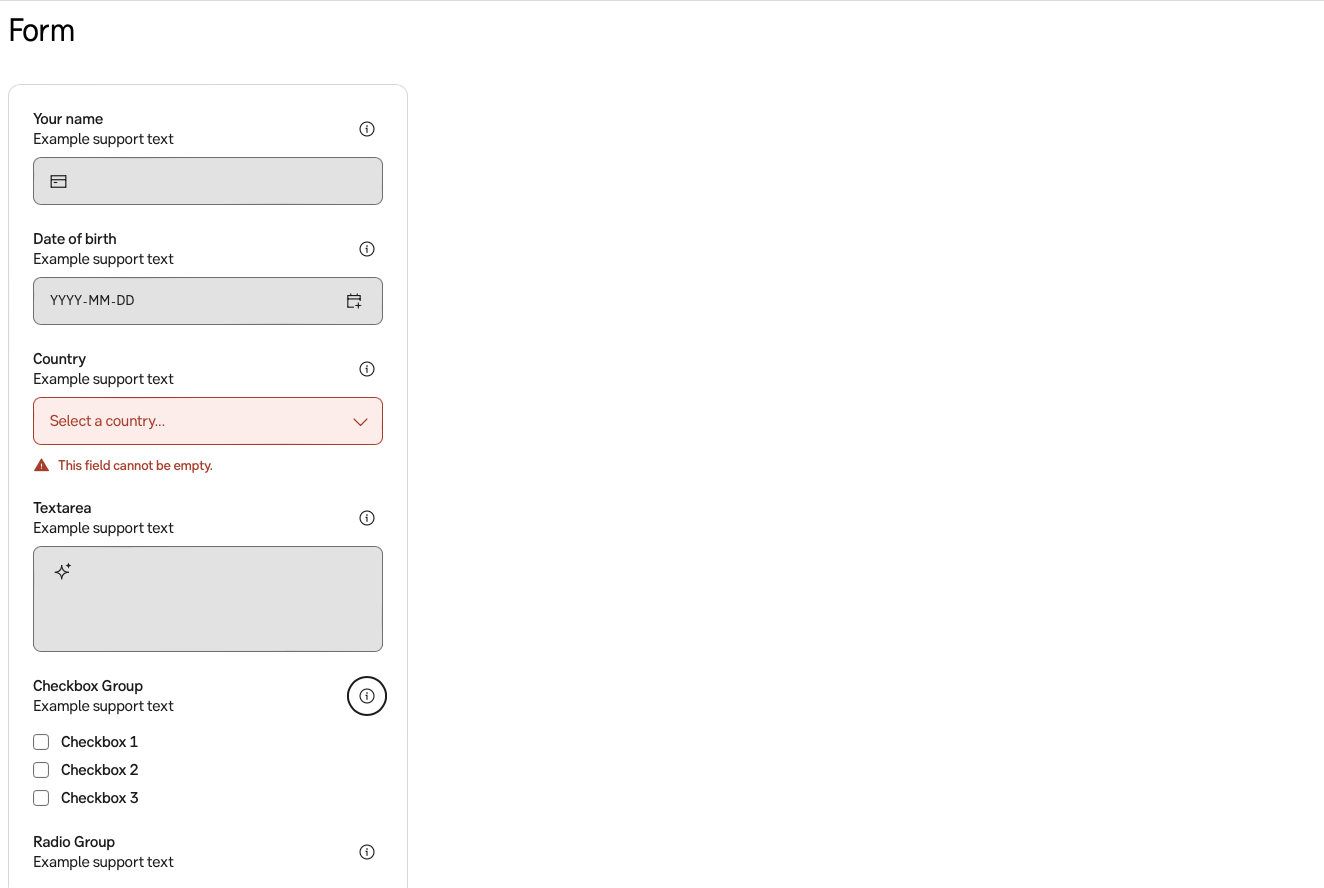 Form
Your name
Example support text
Date of birth
Example support text
YYYY-MM-DD
Country
Example support text
Select a country...
This field cannot be empty.
Textarea
Example support text
Checkbox Group
Example support text
Checkbox 1
Checkbox 2
Checkbox 3
Radio Group
Example support text